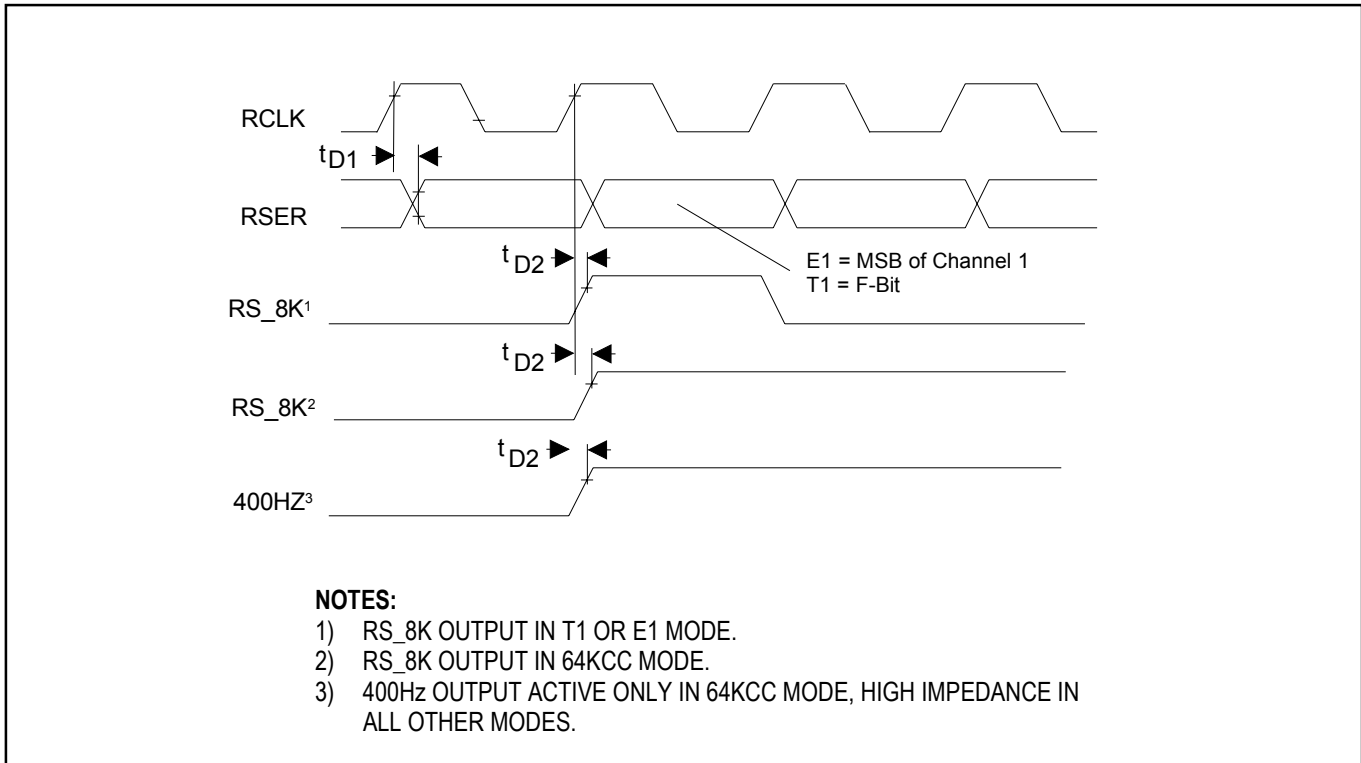 RCLK
tD1
RSER
tD2
E1 = MSB of Channel 1
T1 = F-Bit
RS_8K¹
tD2
RS_8K²
tD2
400HZ³
NOTES:
1) RS_8K OUTPUT IN T1 OR E1 MODE.
2) RS_8K OUTPUT IN 64KCC MODE.
3) 400Hz OUTPUT ACTIVE ONLY IN 64KCC MODE, HIGH IMPEDANCE IN
ALL OTHER MODES.